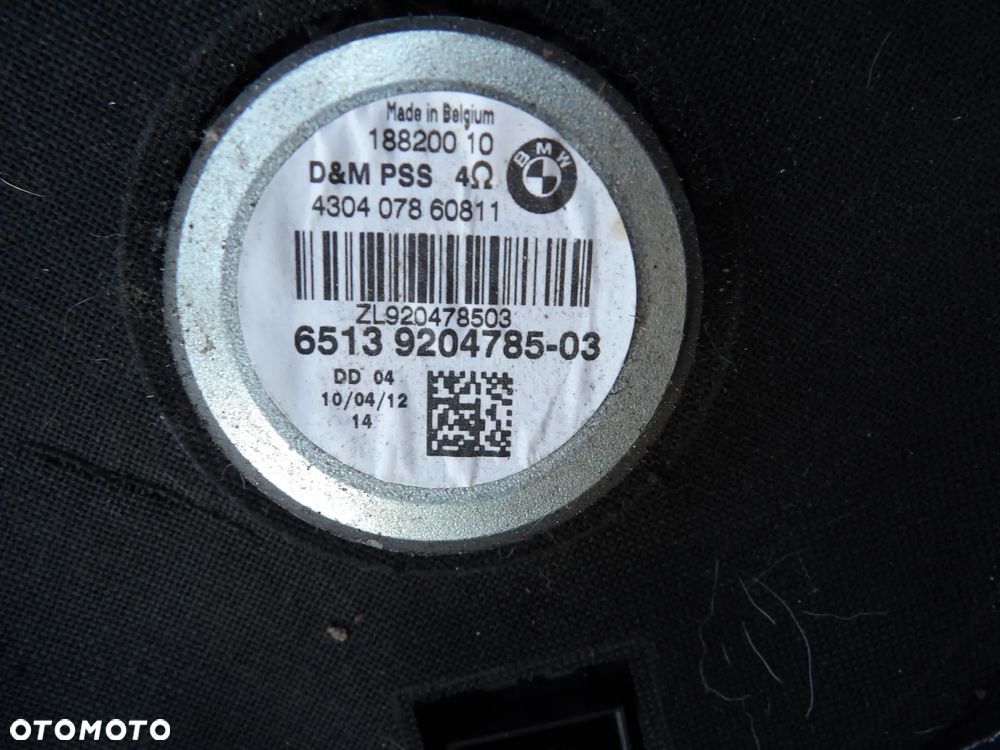 Made in Belgium
188200 10
D&M PSS 4Ω
BMW
4304 078 60811
ZL920478503
6513 9204785-03
DD 04
10/04/12
14
OTOMOTO